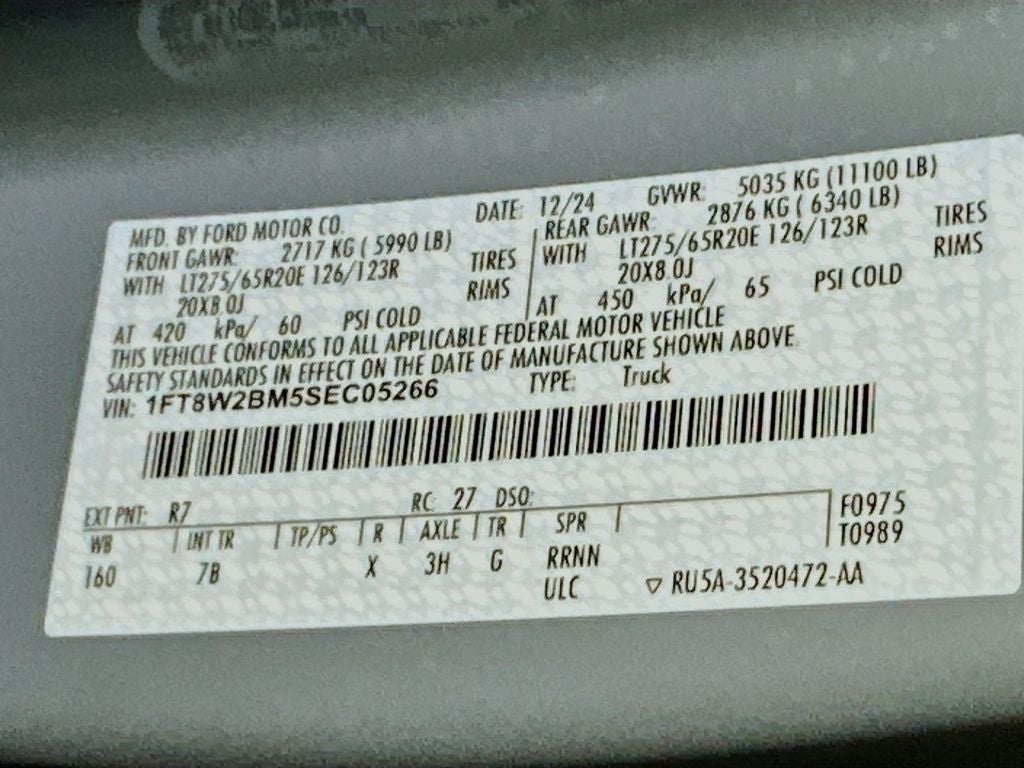 MFD. BY FORD MOTOR CO. DATE: 12/24 GVWR: 5035 KG (11100 LB)
FRONT GAWR: 2717 KG ( 5990 LB) REAR GAWR: 2876 KG ( 6340 LB)
WITH LT275/65R20E 126/123R TIRES WITH LT275/65R20E 126/123R TIRES
20X8.0J RIMS 20X8.0J RIMS
AT 420 kPa/ 60 PSI COLD AT 450 kPa/ 65 PSI COLD
THIS VEHICLE CONFORMS TO ALL APPLICABLE FEDERAL MOTOR VEHICLE
SAFETY STANDARDS IN EFFECT ON THE DATE OF MANUFACTURE SHOWN ABOVE
VIN: 1FT8W2BM5SEC05266 TYPE: Truck
EXT PNT: R7 RC: 27 DSO: F0975
WB INT TR TP/PS R AXLE TR SPR T0989
160 7B X 3H G RRNN
ULC ▽ RU5A-3520472-AA